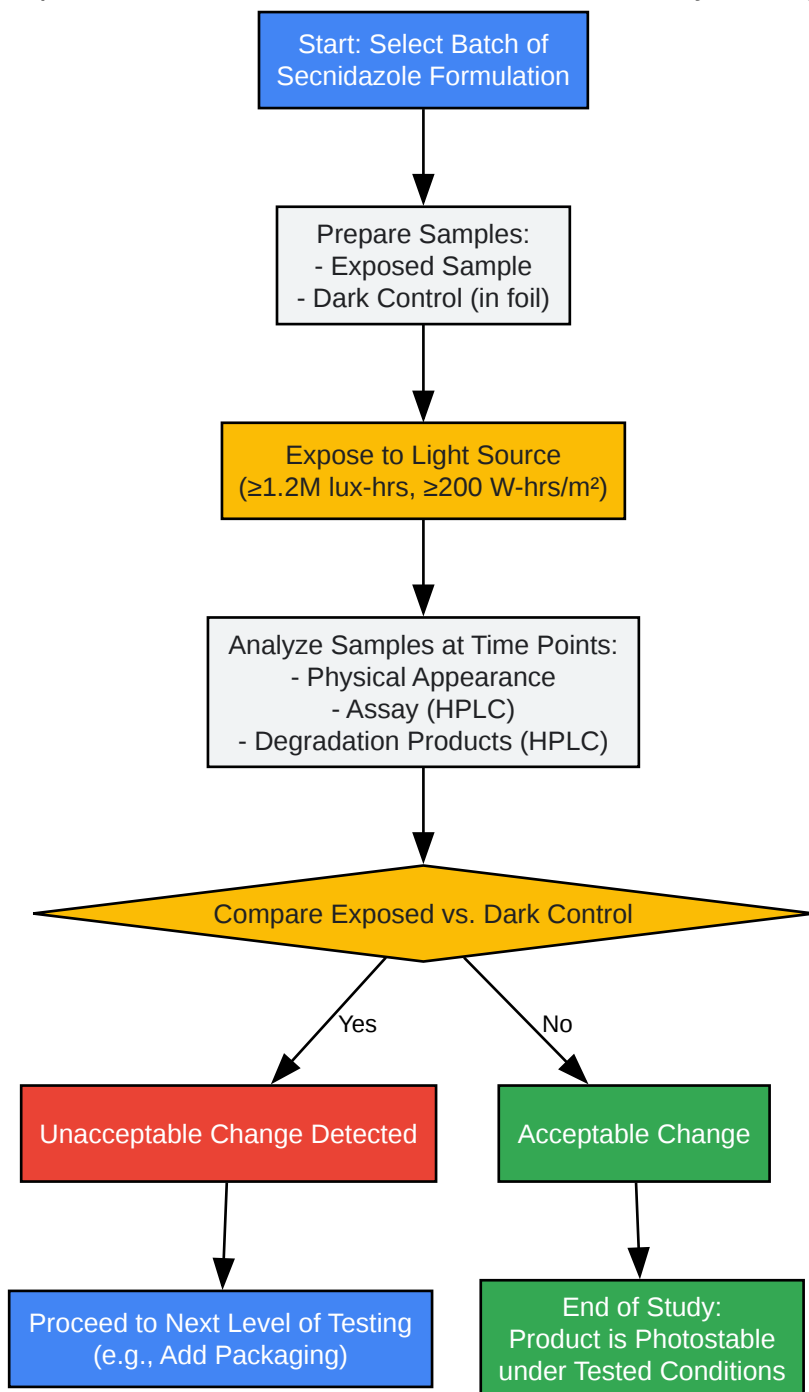 Start: Select Batch of
Secnidazole Formulation
Prepare Samples:
- Exposed Sample
- Dark Control (in foil)
Expose to Light Source
(≥1.2M lux-hrs, ≥200 W-hrs/m²)
Analyze Samples at Time Points:
- Physical Appearance
- Assay (HPLC)
- Degradation Products (HPLC)
Compare Exposed vs. Dark Control
Yes
No
Unacceptable Change Detected
Acceptable Change
Proceed to Next Level of Testing
(e.g., Add Packaging)
End of Study:
Product is Photostable
under Tested Conditions